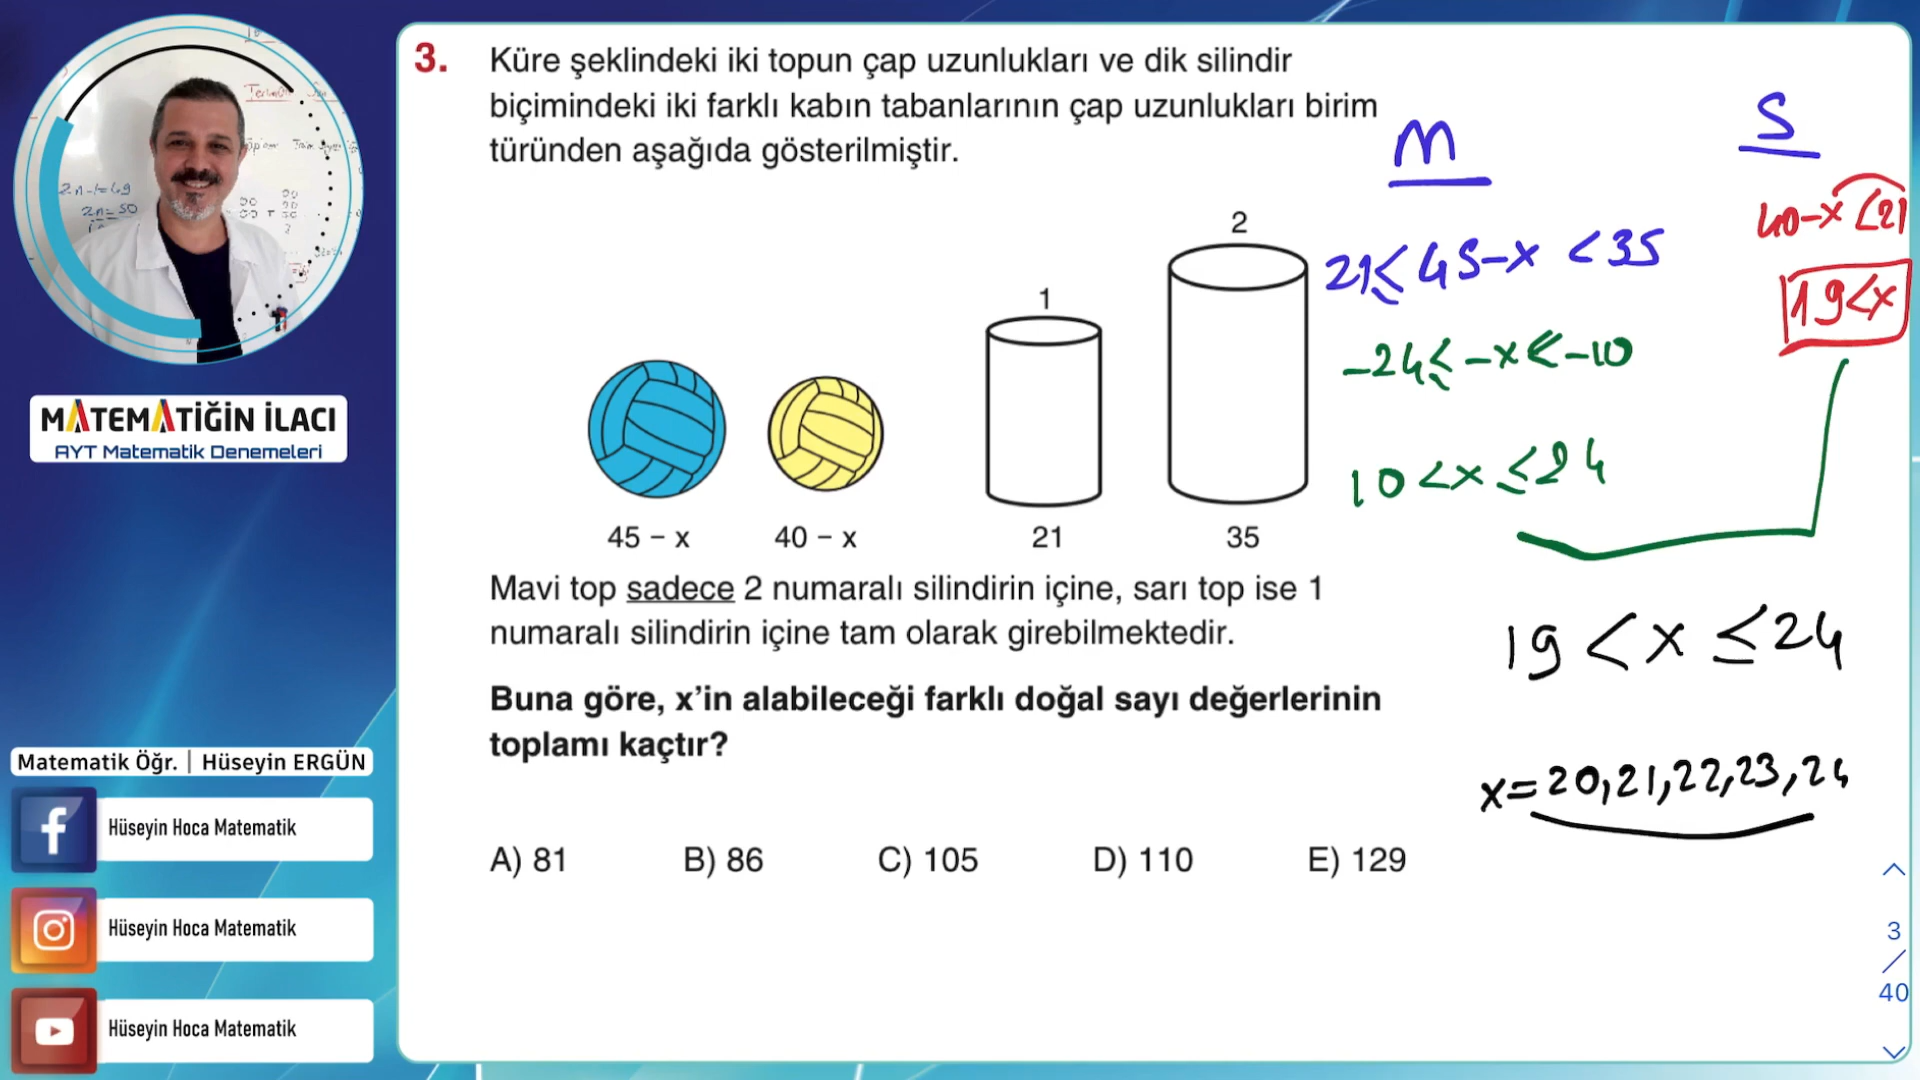 MATEMATİĞİN İLACI
AYT Matematik Denemeleri
Matematik Öğr. | Hüseyin ERGÜN
Hüseyin Hoca Matematik
Hüseyin Hoca Matematik
Hüseyin Hoca Matematik
3. Küre şeklindeki iki topun çap uzunlukları ve dik silindir
biçimindeki iki farklı kabın tabanlarının çap uzunlukları birim
türünden aşağıda gösterilmiştir.
1
2
45 – x
40 – x
21
35
Mavi top sadece 2 numaralı silindirin içine, sarı top ise 1
numaralı silindirin içine tam olarak girebilmektedir.
Buna göre, x'in alabileceği farklı doğal sayı değerlerinin
toplamı kaçtır?
A) 81 B) 86 C) 105 D) 110 E) 129
M
21≤45-x<35
-24≤-x<-10
10<x≤24
S
40-x<21
19<x
19<x≤24
x=20,21,22,23,24
3
/
40